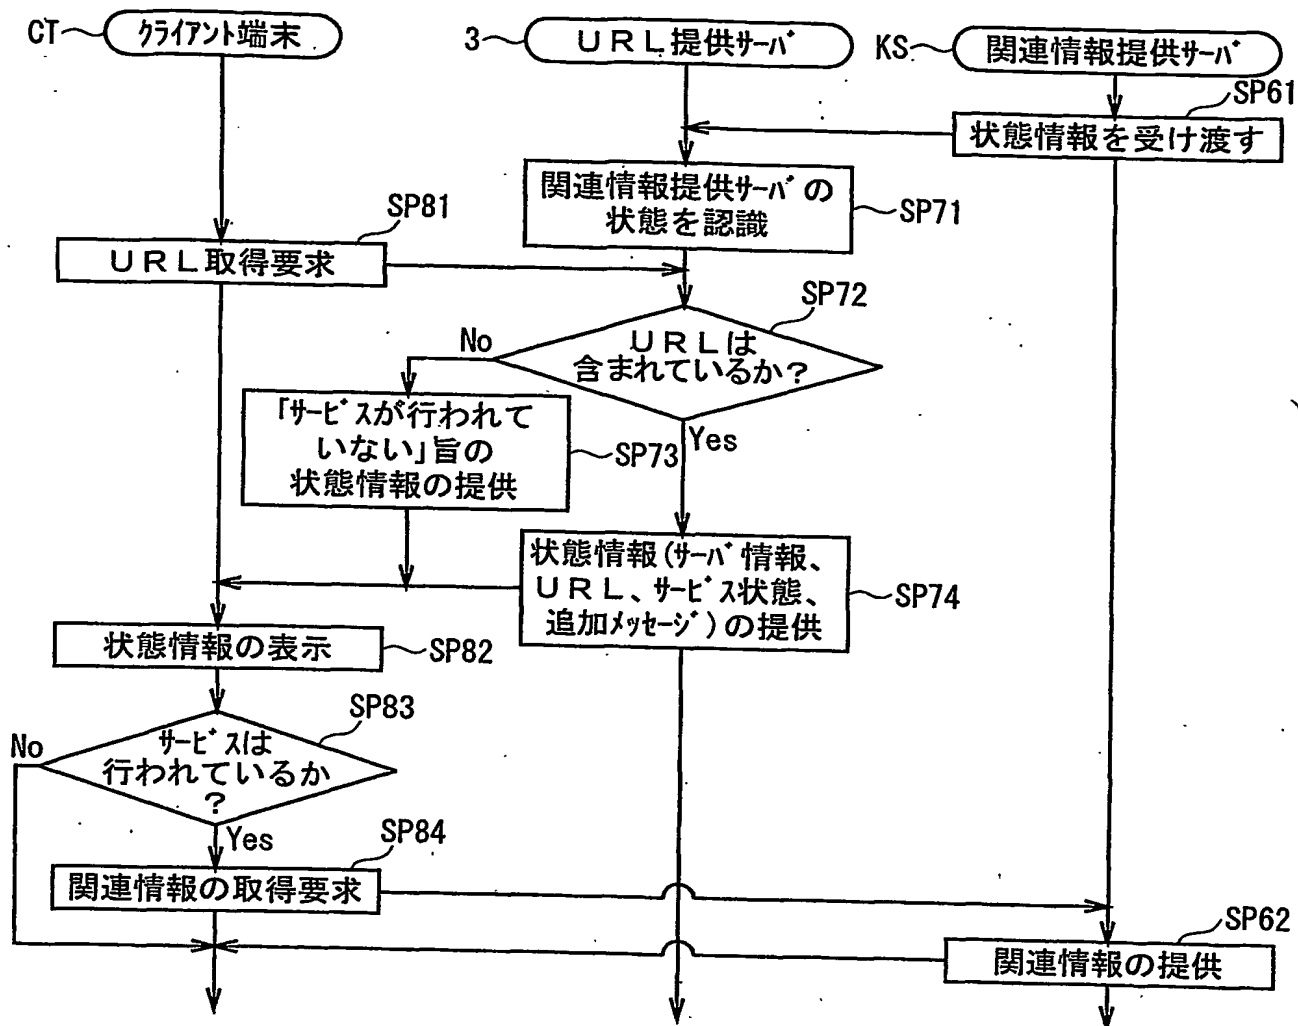 CT
クライアント端末
3
URL提供サーバ
KS
関連情報提供サーバ
SP61
状態情報を受け渡す
関連情報提供サーバの
状態を認識
SP71
SP81
URL取得要求
SP72
URLは
含まれているか?
No
Yes
「サービスが行われて
いない」旨の
状態情報の提供
SP73
状態情報(サーバ情報、
URL、サービス状態、
追加メッセージ)の提供
SP74
状態情報の表示
SP82
SP83
サービスは
行われているか
?
No
Yes
SP84
関連情報の取得要求
SP62
関連情報の提供